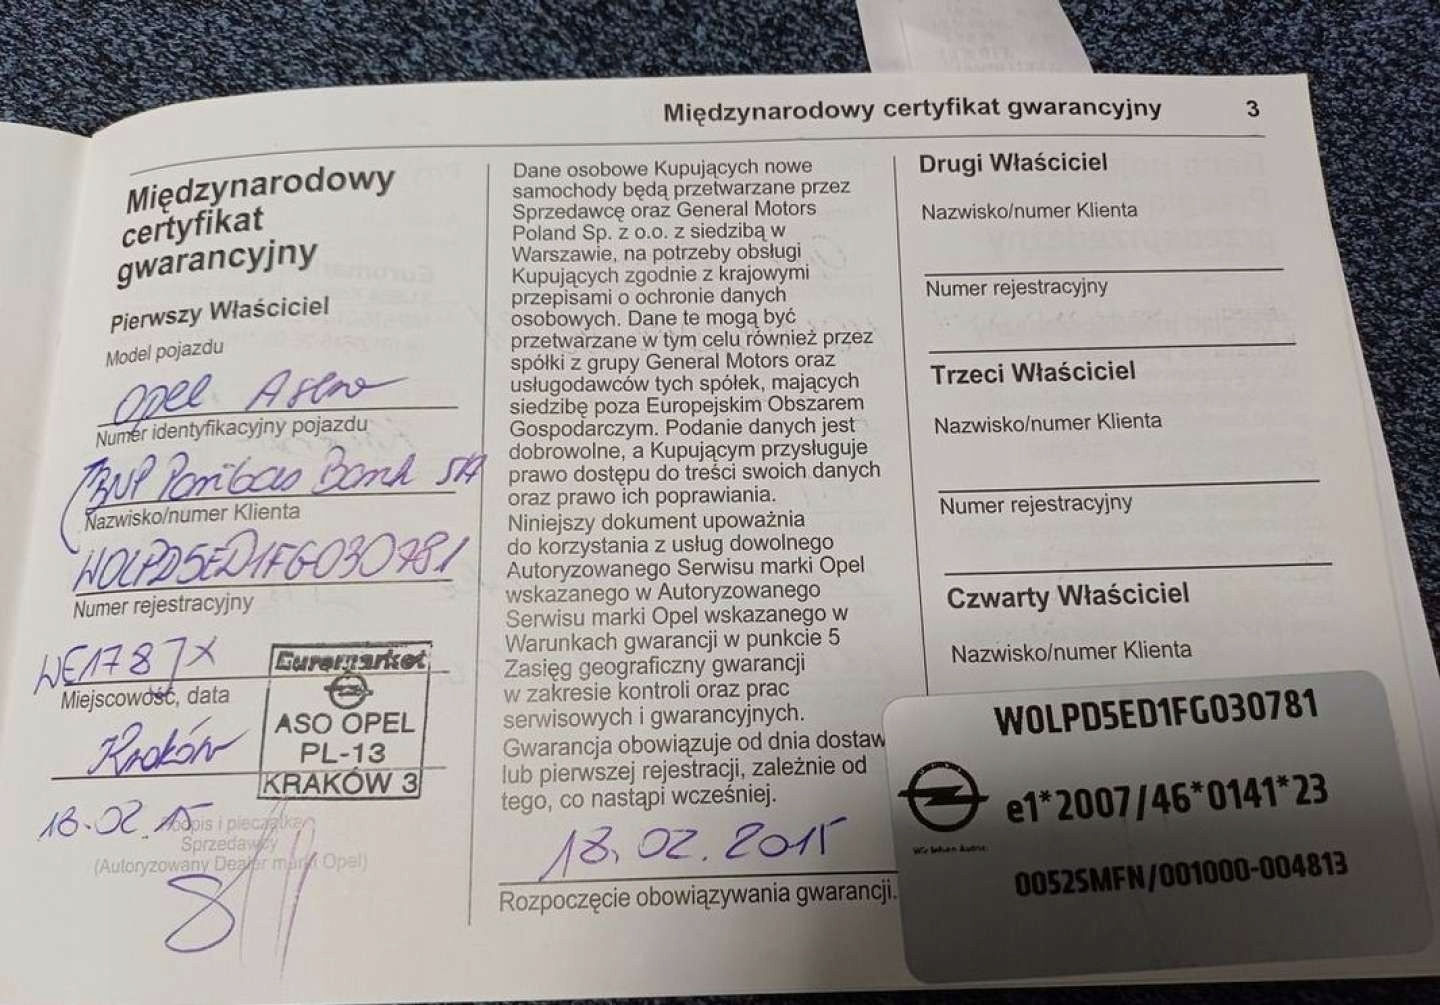 Międzynarodowy certyfikat gwarancyjny 3
Międzynarodowy
certyfikat
gwarancyjny
Pierwszy Właściciel
Model pojazdu
Opel Astra
Numer identyfikacyjny pojazdu
BNP Paribas Bank SA
Nazwisko/numer Klienta
W0LPD5ED1FG030781
Numer rejestracyjny
WE1787X
Miejscowość, data
Kraków
18.02.15
Euromarket
ASO OPEL
PL-13
KRAKÓW 3
Podpis i pieczątka
Sprzedawcy
(Autoryzowany Dealer marki Opel)
Dane osobowe Kupujących nowe
samochody będą przetwarzane przez
Sprzedawcę oraz General Motors
Poland Sp. z o.o. z siedzibą w
Warszawie, na potrzeby obsługi
Kupujących zgodnie z krajowymi
przepisami o ochronie danych
osobowych. Dane te mogą być
przetwarzane w tym celu również przez
spółki z grupy General Motors oraz
usługodawców tych spółek, mających
siedzibę poza Europejskim Obszarem
Gospodarczym. Podanie danych jest
dobrowolne, a Kupującym przysługuje
prawo dostępu do treści swoich danych
oraz prawo ich poprawiania.
Niniejszy dokument upoważnia
do korzystania z usług dowolnego
Autoryzowanego Serwisu marki Opel
wskazanego w Autoryzowanego
Serwisu marki Opel wskazanego w
Warunkach gwarancji w punkcie 5
Zasięg geograficzny gwarancji
w zakresie kontroli oraz prac
serwisowych i gwarancyjnych.
Gwarancja obowiązuje od dnia dostaw
lub pierwszej rejestracji, zależnie od
tego, co nastąpi wcześniej.
18.02.2015
Rozpoczęcie obowiązywania gwarancji.
Drugi Właściciel
Nazwisko/numer Klienta
Numer rejestracyjny
Trzeci Właściciel
Nazwisko/numer Klienta
Numer rejestracyjny
Czwarty Właściciel
Nazwisko/numer Klienta
W0LPD5ED1FG030781
e1*2007/46*0141*23
Wir leben Autos.
0052SMFN/001000-004813